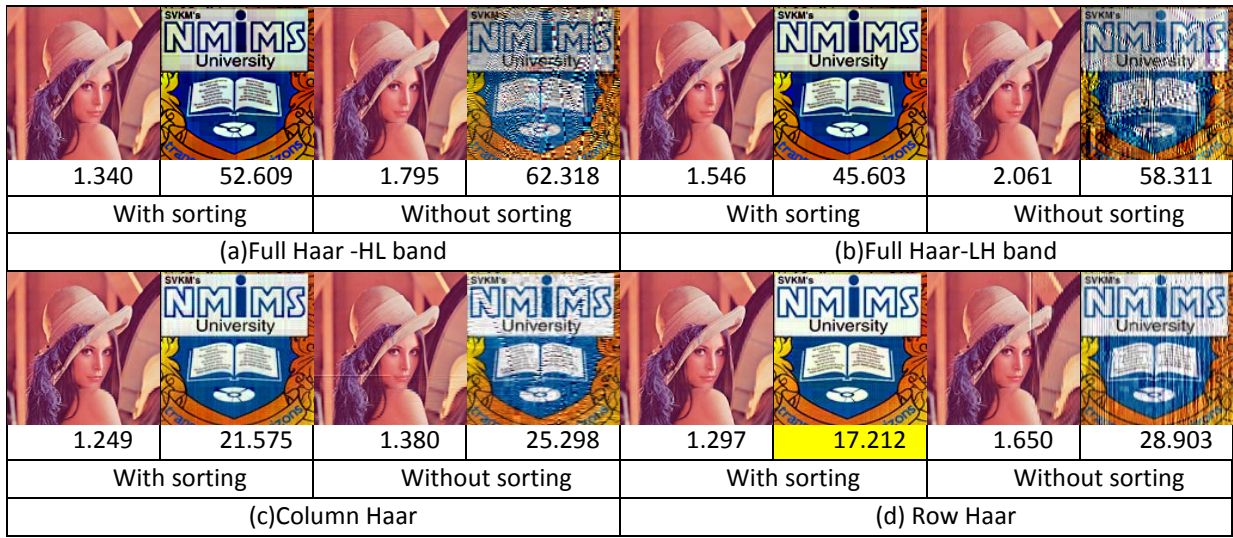 SVKM's SVKM's SVKM's SVKM's
NMiMS NMiMS NMiMS NMiMS
University University University University
1.340 52.609 1.795 62.318 1.546 45.603 2.061 58.311
With sorting Without sorting With sorting Without sorting
(a)Full Haar -HL band (b)Full Haar-LH band
SVKM's SVKM's SVKM's SVKM's
NMiMS NMiMS NMiMS NMiMS
University University University University
1.249 21.575 1.380 25.298 1.297 17.212 1.650 28.903
With sorting Without sorting With sorting Without sorting
(c)Column Haar (d) Row Haar